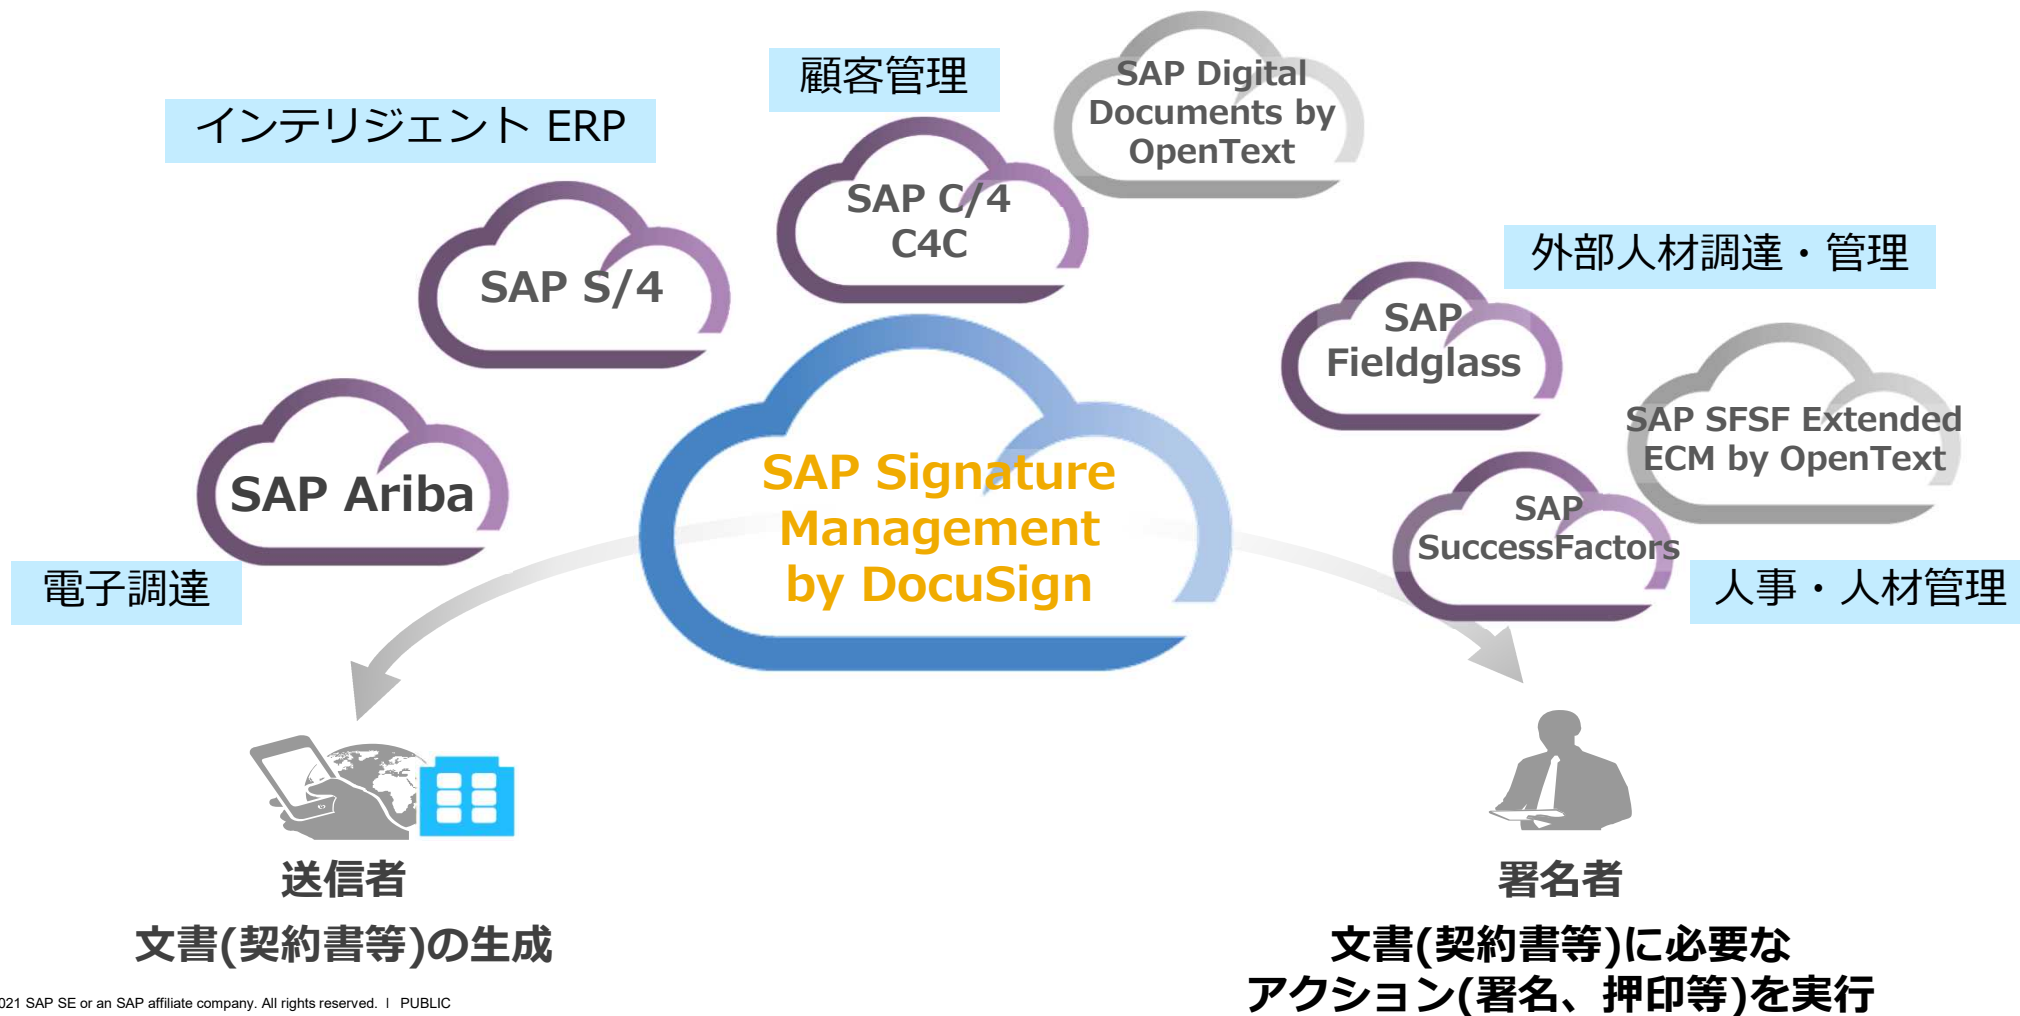 顧客管理
SAP Digital
Documents by
OpenText
インテリジェント ERP
SAP C/4
C4C
SAP S/4
外部人材調達・管理
SAP
Fieldglass
SAP SFSF Extended
ECM by OpenText
SAP Ariba
SAP Signature
Management
by DocuSign
SAP
SuccessFactors
電子調達
人事・人材管理
送信者
文書(契約書等)の生成
署名者
文書(契約書等)に必要な
アクション(署名、押印等)を実行
021 SAP SE or an SAP affiliate company. All rights reserved. ǀ PUBLIC